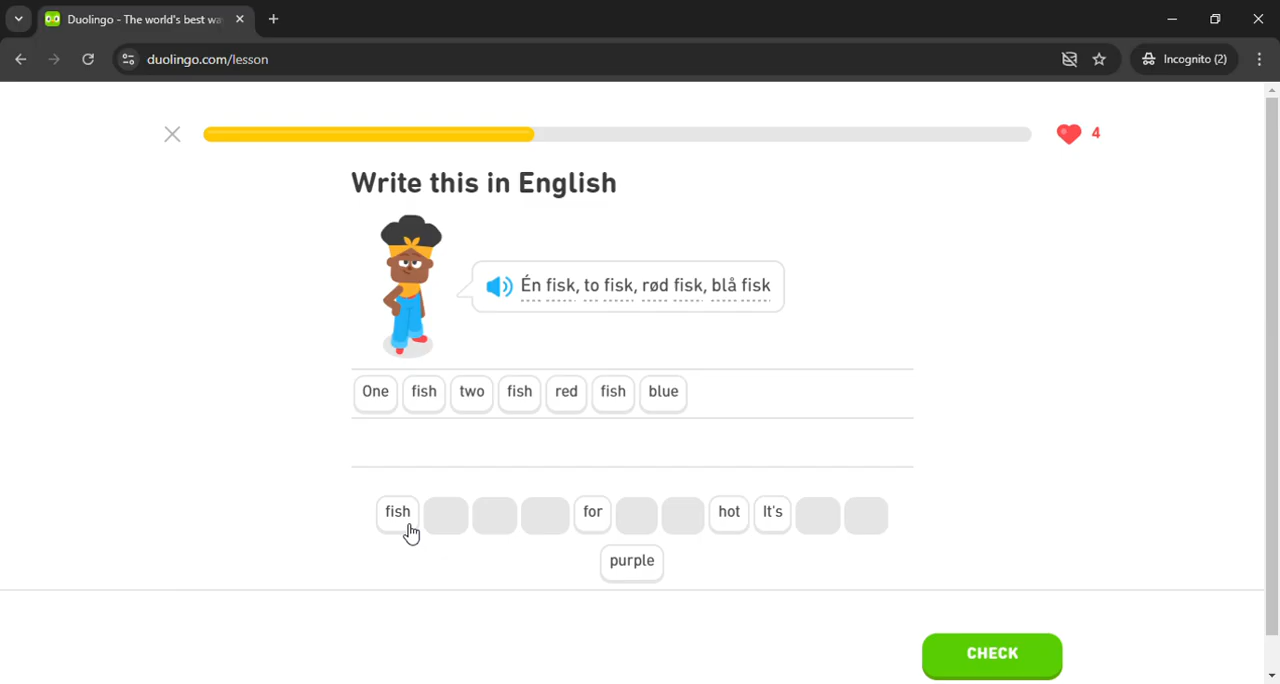 Duolingo - The world's best wa
duolingo.com/lesson
Incognito (2)
4
Write this in English
Én fisk, to fisk, rød fisk, blå fisk
One fish two fish red fish blue
fish for hot It's
purple
CHECK